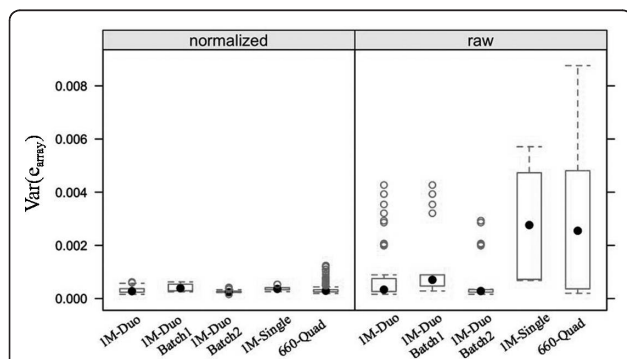 normalized
raw
Var(e_array)
0.008
0.006
0.004
0.002
0.000
1M-Duo
1M-Duo
Batch1
1M-Duo
Batch2
1M-Single
660-Quad
1M-Duo
1M-Duo
Batch1
1M-Duo
Batch2
1M-Single
660-Quad